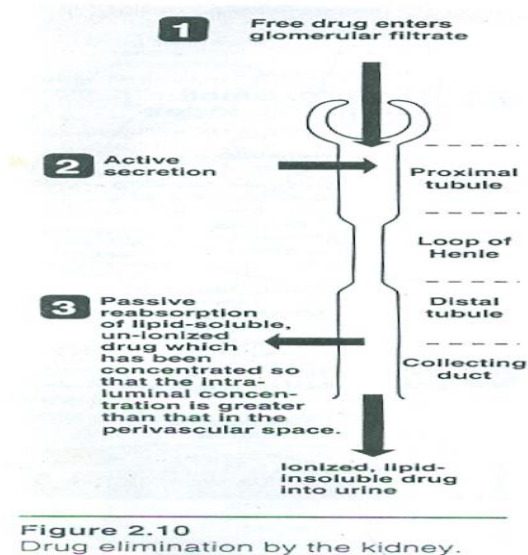 1
Free drug enters
glomerular filtrate
2
Active
secretion
Proximal
tubule
Loop of
Henle
Distal
tubule
Collecting
duct
3
Passive
reabsorption
of lipid-soluble,
un-ionized
drug which
has been
concentrated so
that the intra-
luminal concen-
tration is greater
than that in the
perivascular space.
Ionized, lipid-
insoluble drug
into urine
Figure 2.10
Drug elimination by the kidney.